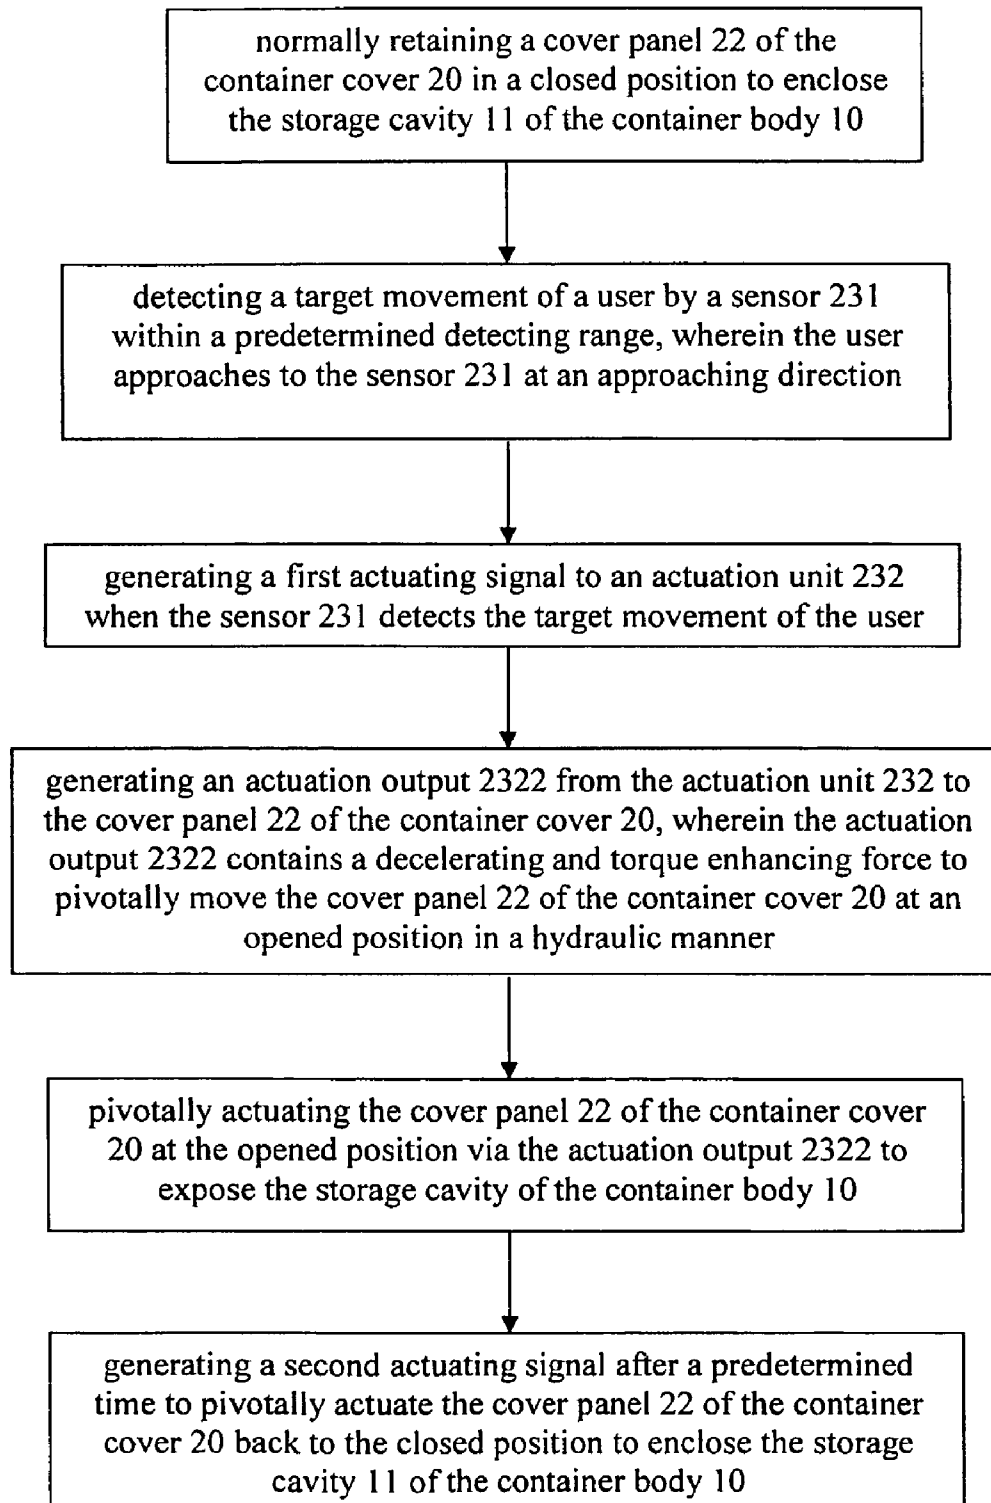 normally retaining a cover panel 22 of the
container cover 20 in a closed position to enclose
the storage cavity 11 of the container body 10
detecting a target movement of a user by a sensor 231
within a predetermined detecting range, wherein the user
approaches to the sensor 231 at an approaching direction
generating a first actuating signal to an actuation unit 232
when the sensor 231 detects the target movement of the user
generating an actuation output 2322 from the actuation unit 232 to
the cover panel 22 of the container cover 20, wherein the actuation
output 2322 contains a decelerating and torque enhancing force to
pivotally move the cover panel 22 of the container cover 20 at an
opened position in a hydraulic manner
pivotally actuating the cover panel 22 of the container cover
20 at the opened position via the actuation output 2322 to
expose the storage cavity of the container body 10
generating a second actuating signal after a predetermined
time to pivotally actuate the cover panel 22 of the container
cover 20 back to the closed position to enclose the storage
cavity 11 of the container body 10